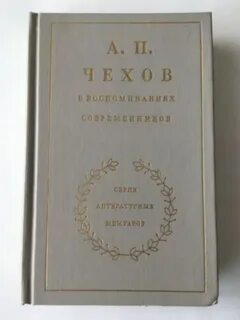 А. П.
ЧЕХОВ
В ВОСПОМИНАНИЯХ
СОВРЕМЕННИКОВ
СЕРИЯ
ЛИТЕРАТУРНЫХ
МЕМУАРОВ